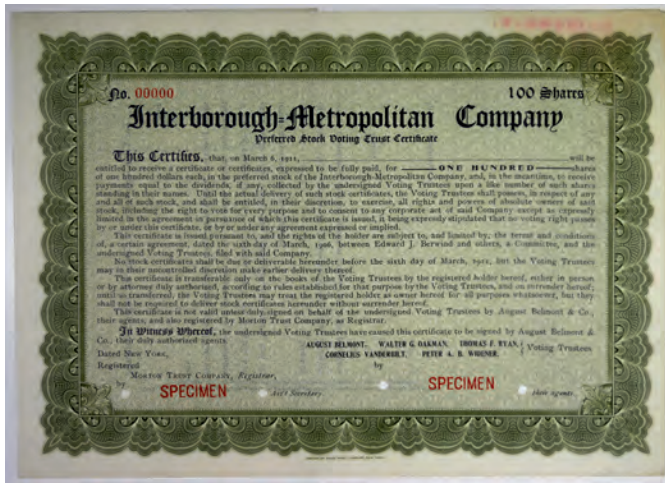 No. 00000 100 Shares
Interborough=Metropolitan Company
Preferred Stock Voting Trust Certificate
This Certifies, that, on March 6, 1911, will be
entitled to receive a certificate or certificates, expressed to be fully paid, for ONE HUNDRED shares
of one hundred dollars each, in the preferred stock of the Interborough-Metropolitan Company, and, in the meantime, to receive
payments equal to the dividends, if any, collected by the undersigned Voting Trustees upon a like number of such shares
standing in their names. Until the actual delivery of such stock certificates, the Voting Trustees shall possess, in respect of any
and all of such stock, and shall be entitled, in their discretion, to exercise, all rights and powers of absolute owners of said
stock, including the right to vote for every purpose and to consent to any corporate act of said Company except as expressly
limited in the agreement in pursuance of which this certificate is issued, it being expressly stipulated that no voting right passes
by or under this certificate, or by or under any agreement expressed or implied.
This certificate is issued pursuant to, and the rights of the holder are subject to, and limited by, the terms and conditions
of, a certain agreement, dated the sixth day of March, 1906, between Edward J. Berwind and others, a Committee, and the
undersigned Voting Trustees, filed with said Company.
No stock certificates shall be due or deliverable hereunder before the sixth day of March, 1911, but the Voting Trustees
may in their uncontrolled discretion make earlier delivery thereof.
This certificate is transferable only on the books of the Voting Trustees by the registered holder hereof, either in person
or by attorney duly authorized, according to rules established for that purpose by the Voting Trustees, and on surrender hereof;
until so transferred, the Voting Trustees may treat the registered holder as owner hereof for all purposes whatsoever, but they
shall not be required to deliver stock certificates hereunder without surrender hereof.
This certificate is not valid unless duly signed on behalf of the undersigned Voting Trustees by August Belmont & Co.,
their agents, and also registered by Morton Trust Company, as Registrar.
In Witness Whereof, the undersigned Voting Trustees have caused this certificate to be signed by August Belmont &
Co., their duly authorized agents.
AUGUST BELMONT, WALTER G. OAKMAN, THOMAS F. RYAN,
CORNELIUS VANDERBILT, PETER A. B. WIDENER, Voting Trustees
Dated New York,
Registered by
MORTON TRUST COMPANY, Registrar,
by SPECIMEN Ass't Secretary. SPECIMEN their agents.